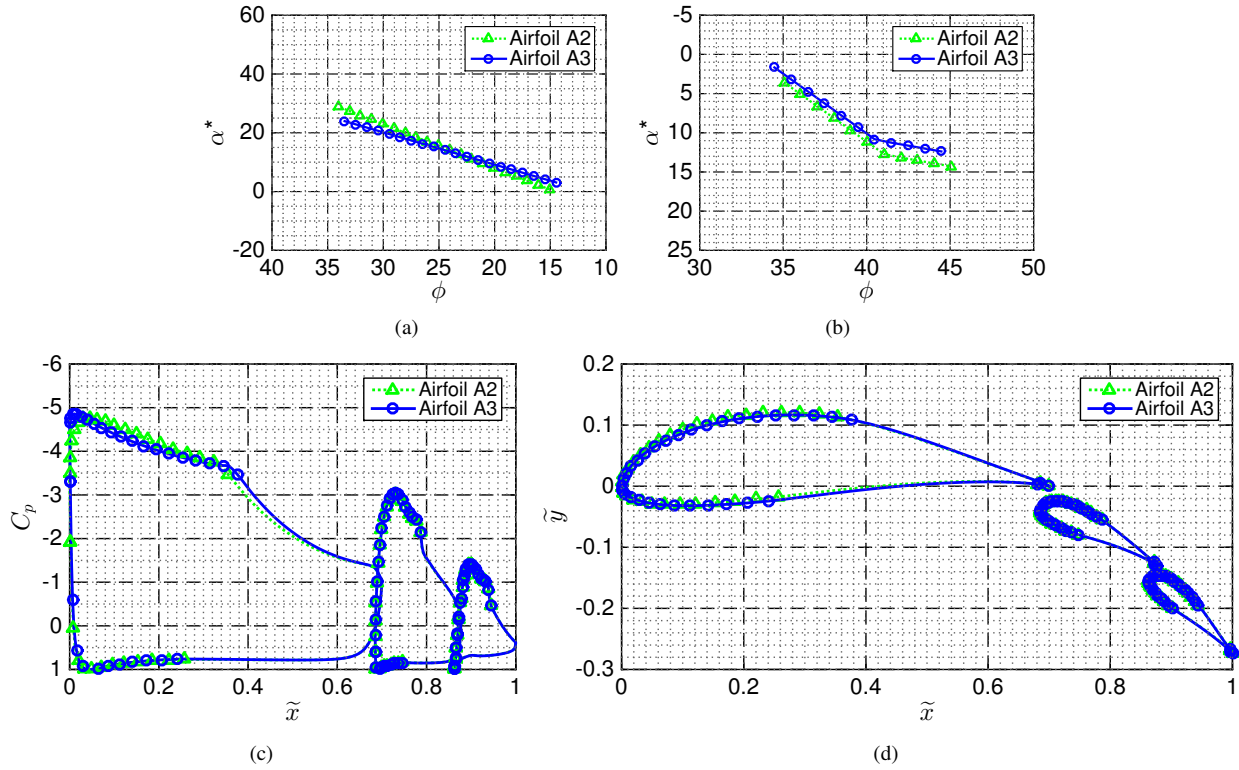 60
40
20
0
-20
α*
40 35 30 25 20 15 10
ϕ
Airfoil A2
Airfoil A3
(a)
-5
0
5
10
15
20
25
α*
30 35 40 45 50
ϕ
Airfoil A2
Airfoil A3
(b)
-6
-5
-4
-3
-2
-1
0
1
C_p
0 0.2 0.4 0.6 0.8 1
x̃
Airfoil A2
Airfoil A3
(c)
0.2
0.1
0
-0.1
-0.2
-0.3
ỹ
0 0.2 0.4 0.6 0.8 1
x̃
Airfoil A2
Airfoil A3
(d)